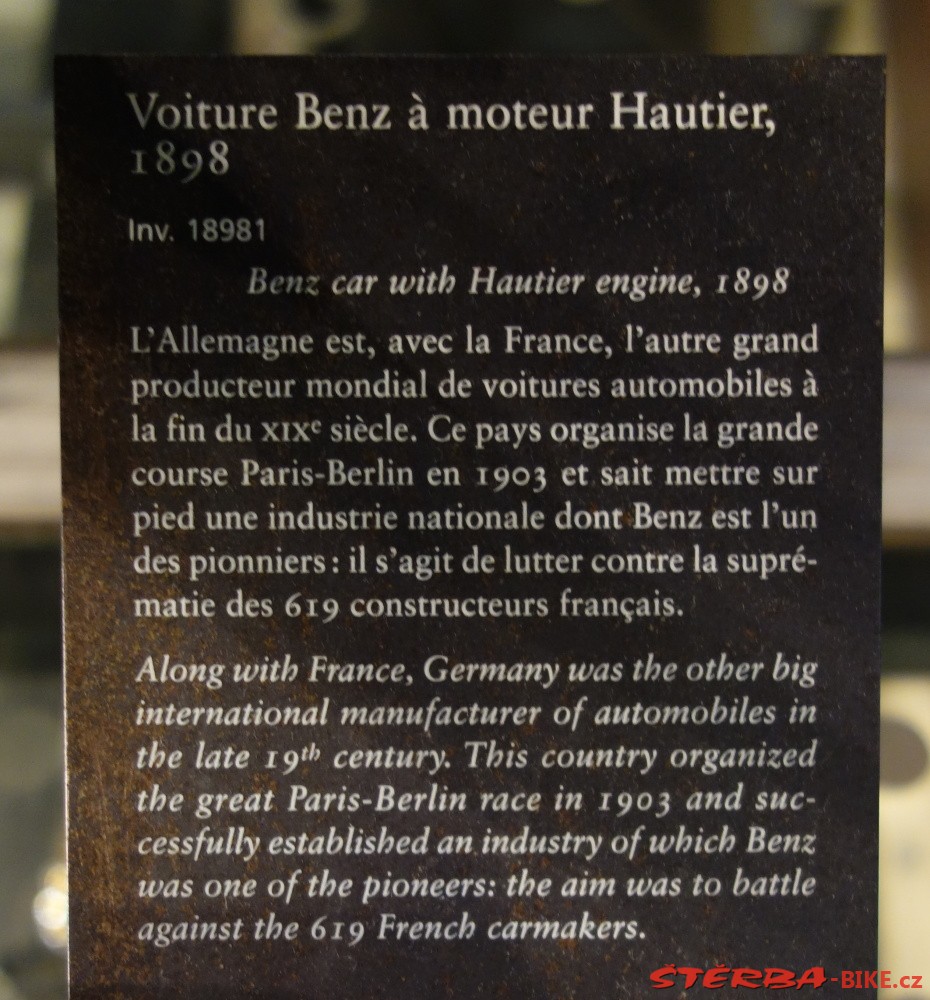 Voiture Benz à moteur Hautier,
1898
Inv. 18981
Benz car with Hautier engine, 1898
L'Allemagne est, avec la France, l'autre grand
producteur mondial de voitures automobiles à
la fin du XIXe siècle. Ce pays organise la grande
course Paris-Berlin en 1903 et sait mettre sur
pied une industrie nationale dont Benz est l'un
des pionniers : il s'agit de lutter contre la supré-
matie des 619 constructeurs français.
Along with France, Germany was the other big
international manufacturer of automobiles in
the late 19th century. This country organized
the great Paris-Berlin race in 1903 and suc-
cessfully established an industry of which Benz
was one of the pioneers: the aim was to battle
against the 619 French carmakers.
ŠTĚRBA-BIKE.cz